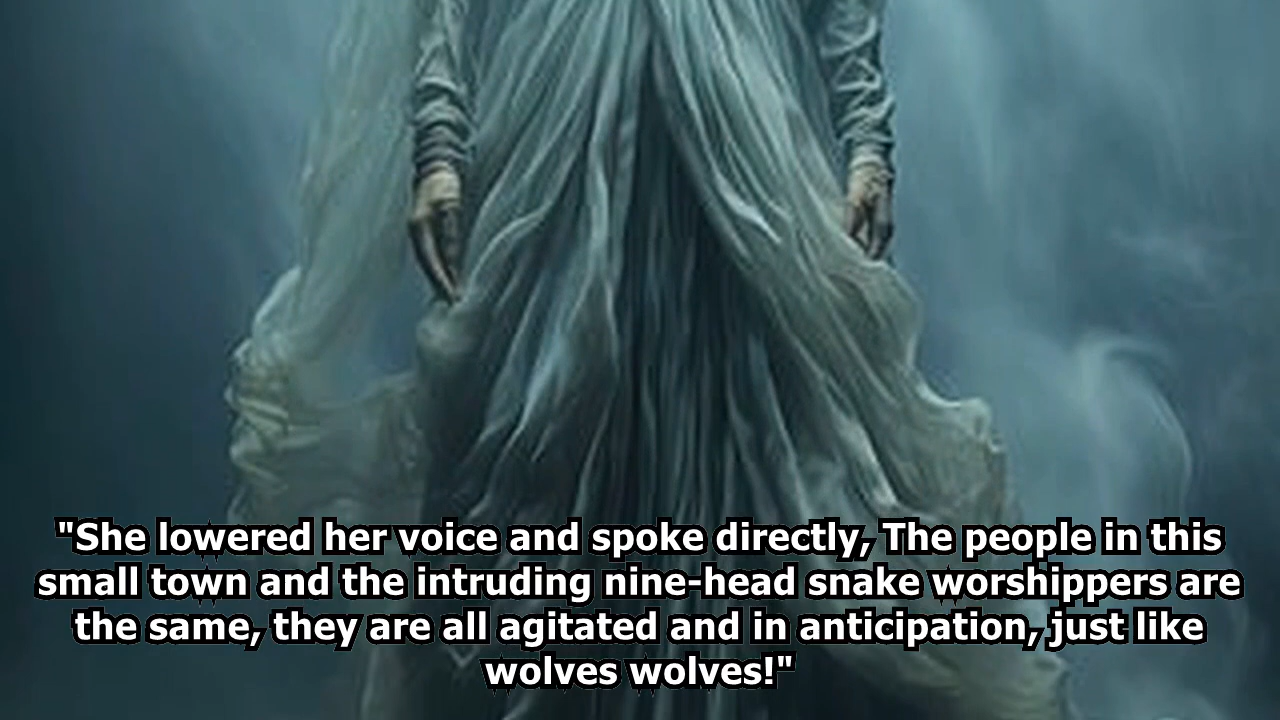 "She lowered her voice and spoke directly, The people in this
small town and the intruding nine-head snake worshippers are
the same, they are all agitated and in anticipation, just like
wolves wolves!"